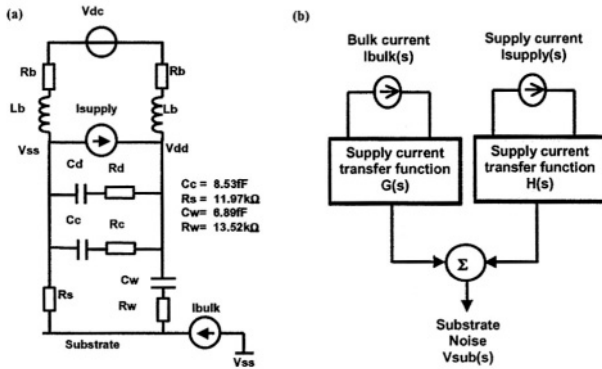 (a)
Vdc
Rb
Rb
Lb
Isupply
Lb
Vss
Vdd
Cd
Rd
Cc
Rc
Cc = 8.53fF
Rs = 11.97kΩ
Cw= 6.89fF
Rw= 13.52kΩ
Cw
Rs
Rw
Ibulk
Substrate
Vss
(b)
Bulk current
Ibulk(s)
Supply current
Isupply(s)
Supply current
transfer function
G(s)
Supply current
transfer function
H(s)
Σ
Substrate
Noise
Vsub(s)